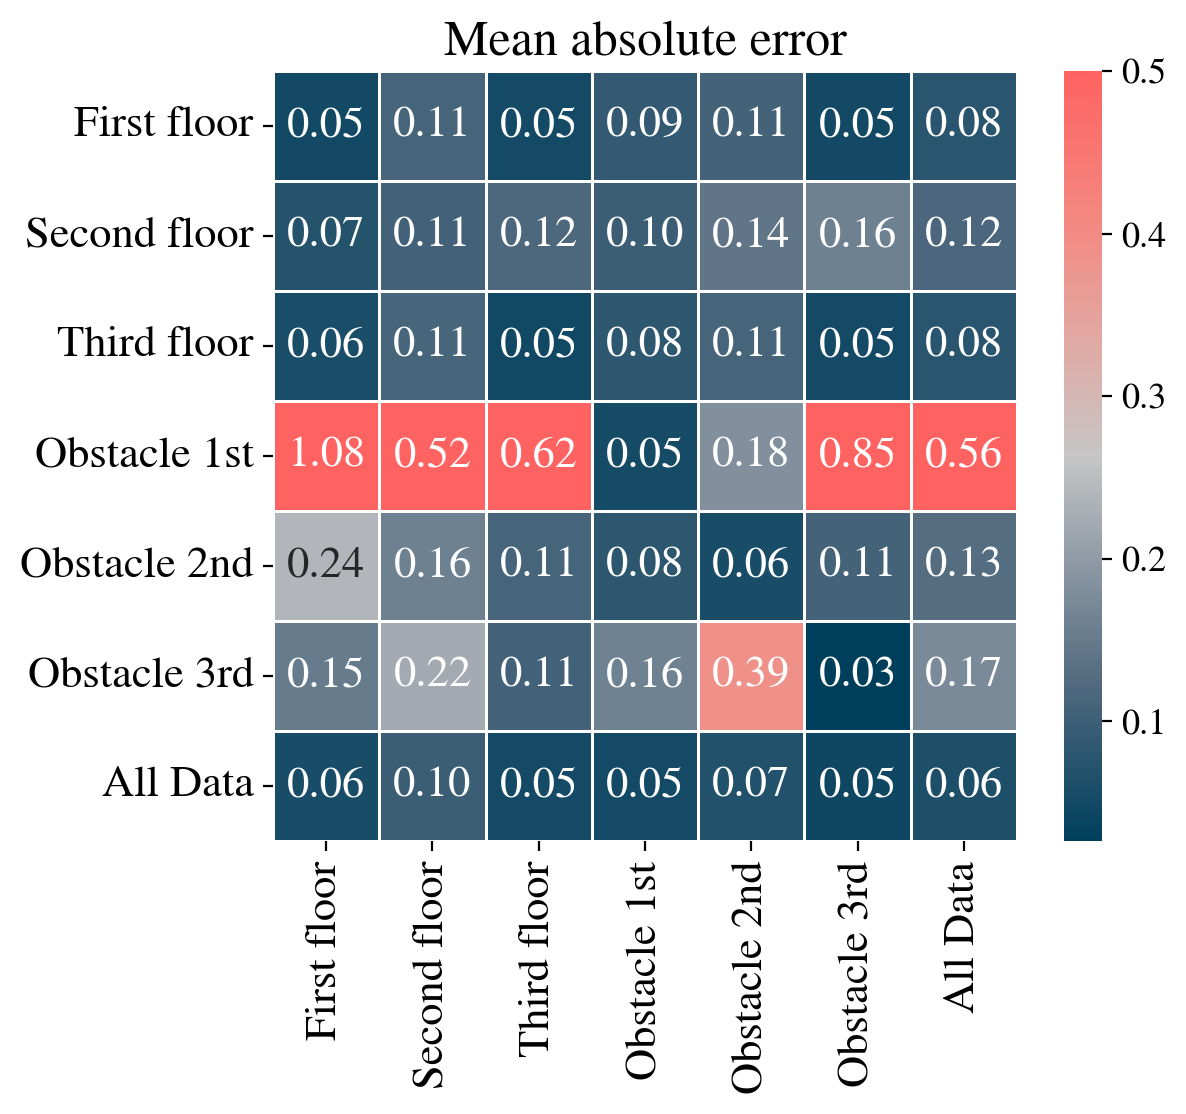 Mean absolute error
First floor 0.05 0.11 0.05 0.09 0.11 0.05 0.08
Second floor 0.07 0.11 0.12 0.10 0.14 0.16 0.12
Third floor 0.06 0.11 0.05 0.08 0.11 0.05 0.08
Obstacle 1st 1.08 0.52 0.62 0.05 0.18 0.85 0.56
Obstacle 2nd 0.24 0.16 0.11 0.08 0.06 0.11 0.13
Obstacle 3rd 0.15 0.22 0.11 0.16 0.39 0.03 0.17
All Data 0.06 0.10 0.05 0.05 0.07 0.05 0.06
First floor
Second floor
Third floor
Obstacle 1st
Obstacle 2nd
Obstacle 3rd
All Data
0.5
0.4
0.3
0.2
0.1